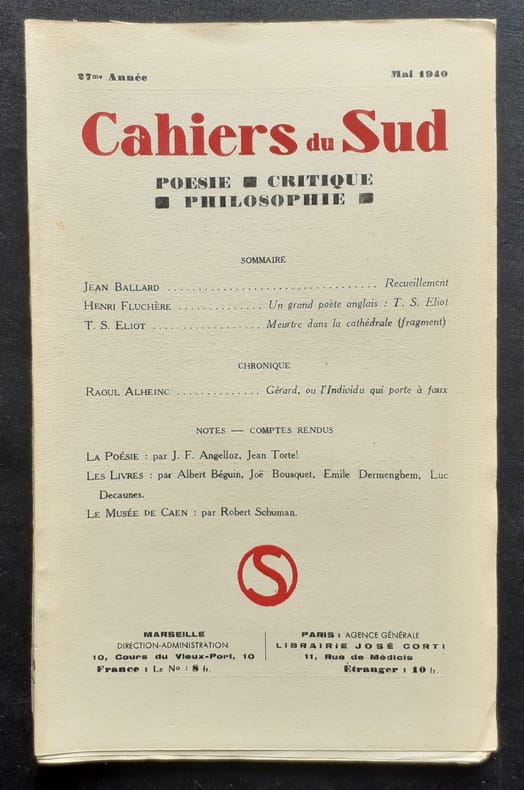 27me Année Mai 1940
Cahiers du Sud
POESIE ▪ CRITIQUE
▪ PHILOSOPHIE ▪
SOMMAIRE
JEAN BALLARD ................................. Recueillement
HENRI FLUCHÈRE ............. Un grand poète anglais : T. S. Eliot
T. S. ELIOT ................. Meurtre dans la cathédrale (fragment)
CHRONIQUE
RAOUL ALHEINC ............. Gérard, ou l'Individu qui porte à faux
NOTES — COMPTES RENDUS
LA POÉSIE : par J. F. Angelloz, Jean Tortel
LES LIVRES : par Albert Béguin, Joë Bousquet, Emile Dermenghem, Luc
Decaunes.
LE MUSÉE DE CAEN : par Robert Schuman.
S
MARSEILLE
DIRECTION-ADMINISTRATION
10, Cours du Vieux-Port, 10
France : Le No : 8 fr.
PARIS : AGENCE GÉNÉRALE
LIBRAIRIE JOSÉ CORTI
11, Rue de Médicis
Étranger : 10 fr.